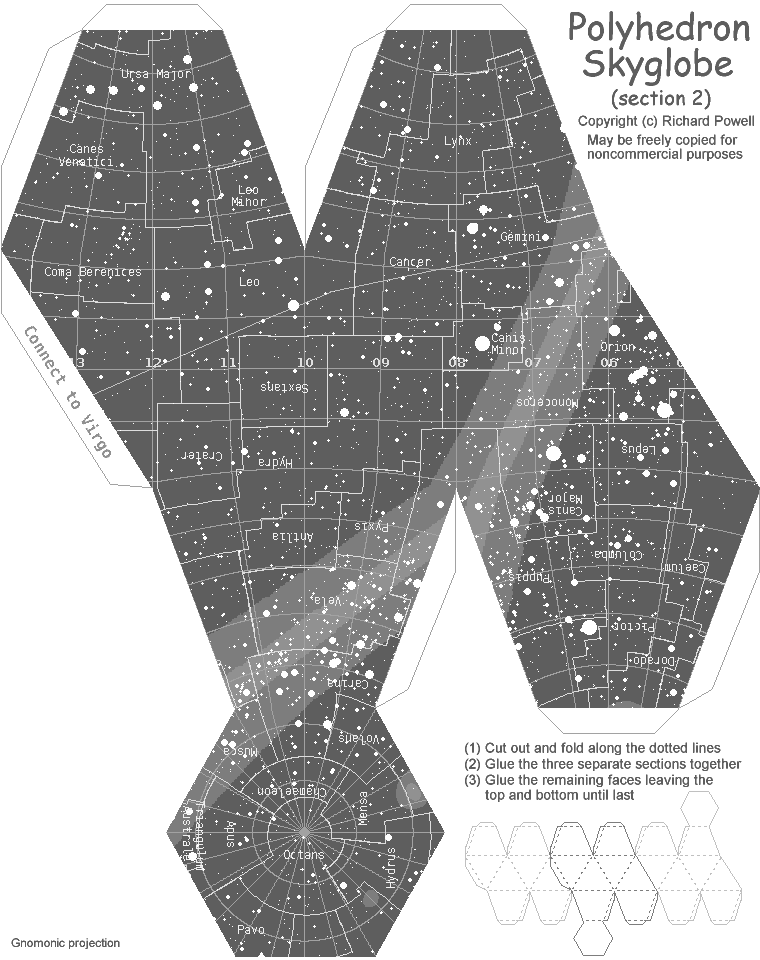 Polyhedron
Skyglobe
(section 2)
Copyright (c) Richard Powell
May be freely copied for
noncommercial purposes
Ursa Major
Canes
Venatici
Leo
Minor
Coma Berenices
Leo
Lynx
Gemini
Cancer
Canis
Minor
Orion
Connect to Virgo
13
12
11
10
09
08
07
06
Sextans
Monoceros
Crater
Hydra
Lepus
Canis
Major
Pyxis
Antlia
Columba
Caelum
Puppis
Vela
Pictor
Dorado
Carina
Musca
Volans
Chamaeleon
Mensa
Triangulum
Australe
Apus
Octans
Hydrus
Pavo
(1) Cut out and fold along the dotted lines
(2) Glue the three separate sections together
(3) Glue the remaining faces leaving the
top and bottom until last
Gnomonic projection